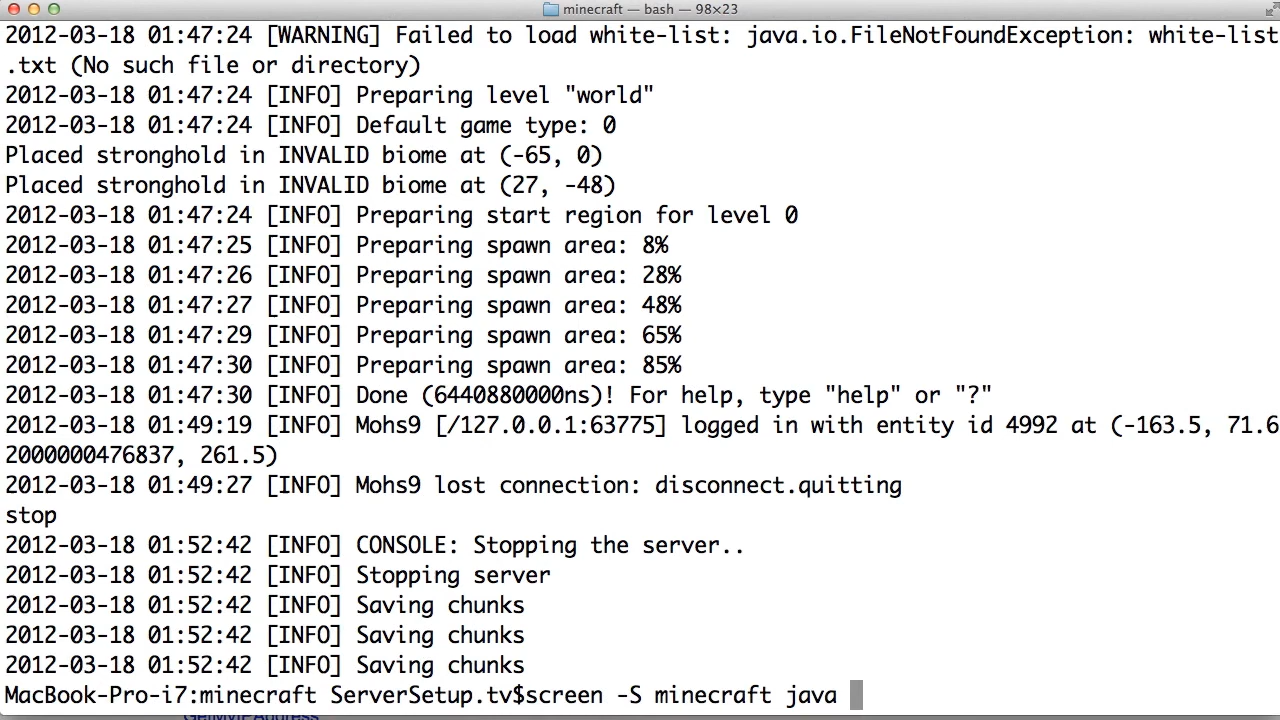 minecraft — bash — 98×23
2012-03-18 01:47:24 [WARNING] Failed to load white-list: java.io.FileNotFoundException: white-list
.txt (No such file or directory)
2012-03-18 01:47:24 [INFO] Preparing level "world"
2012-03-18 01:47:24 [INFO] Default game type: 0
Placed stronghold in INVALID biome at (-65, 0)
Placed stronghold in INVALID biome at (27, -48)
2012-03-18 01:47:24 [INFO] Preparing start region for level 0
2012-03-18 01:47:25 [INFO] Preparing spawn area: 8%
2012-03-18 01:47:26 [INFO] Preparing spawn area: 28%
2012-03-18 01:47:27 [INFO] Preparing spawn area: 48%
2012-03-18 01:47:29 [INFO] Preparing spawn area: 65%
2012-03-18 01:47:30 [INFO] Preparing spawn area: 85%
2012-03-18 01:47:30 [INFO] Done (6440880000ns)! For help, type "help" or "?"
2012-03-18 01:49:19 [INFO] Mohs9 [/127.0.0.1:63775] logged in with entity id 4992 at (-163.5, 71.6
2000000476837, 261.5)
2012-03-18 01:49:27 [INFO] Mohs9 lost connection: disconnect.quitting
stop
2012-03-18 01:52:42 [INFO] CONSOLE: Stopping the server..
2012-03-18 01:52:42 [INFO] Stopping server
2012-03-18 01:52:42 [INFO] Saving chunks
2012-03-18 01:52:42 [INFO] Saving chunks
2012-03-18 01:52:42 [INFO] Saving chunks
MacBook-Pro-i7:minecraft ServerSetup.tv$screen -S minecraft java